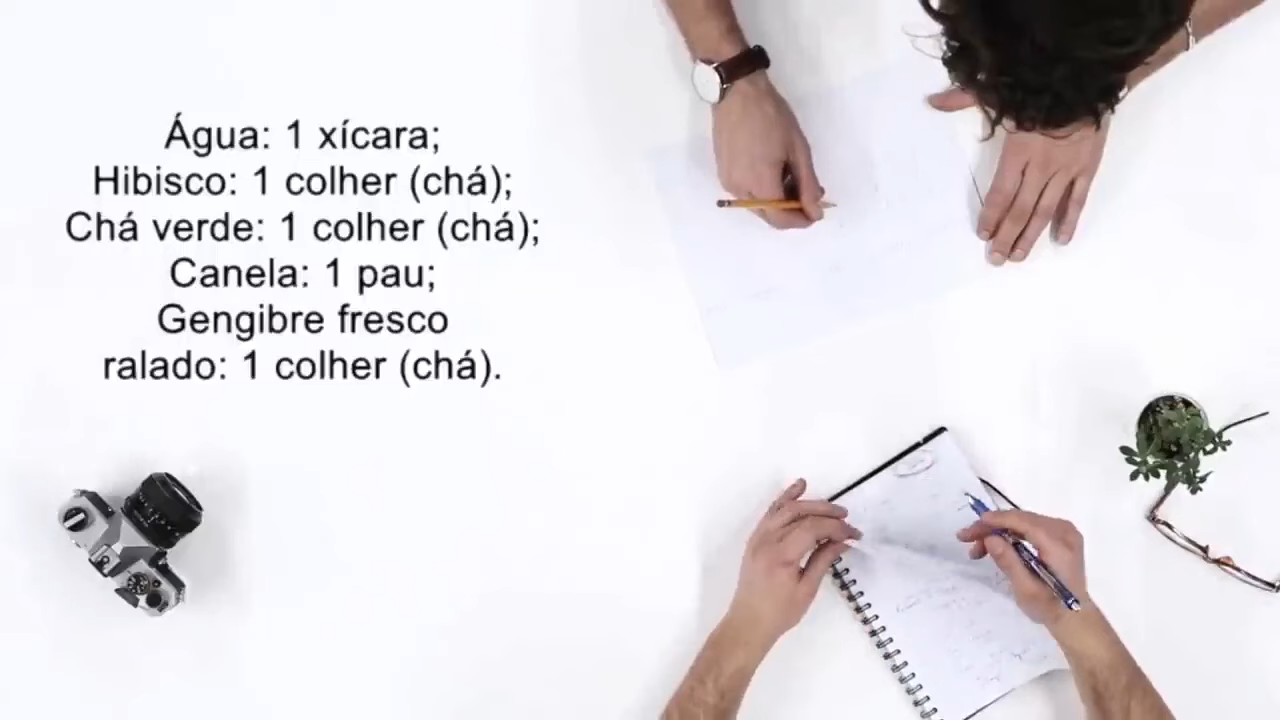 Água: 1 xícara;
Hibisco: 1 colher (chá);
Chá verde: 1 colher (chá);
Canela: 1 pau;
Gengibre fresco
ralado: 1 colher (chá).